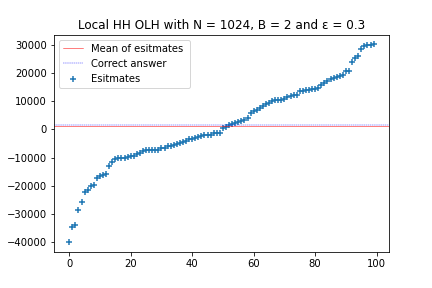 Local HH OLH with N = 1024, B = 2 and ε = 0.3
Mean of esitmates
Correct answer
Esitmates
30000
20000
10000
0
−10000
−20000
−30000
−40000
0 20 40 60 80 100